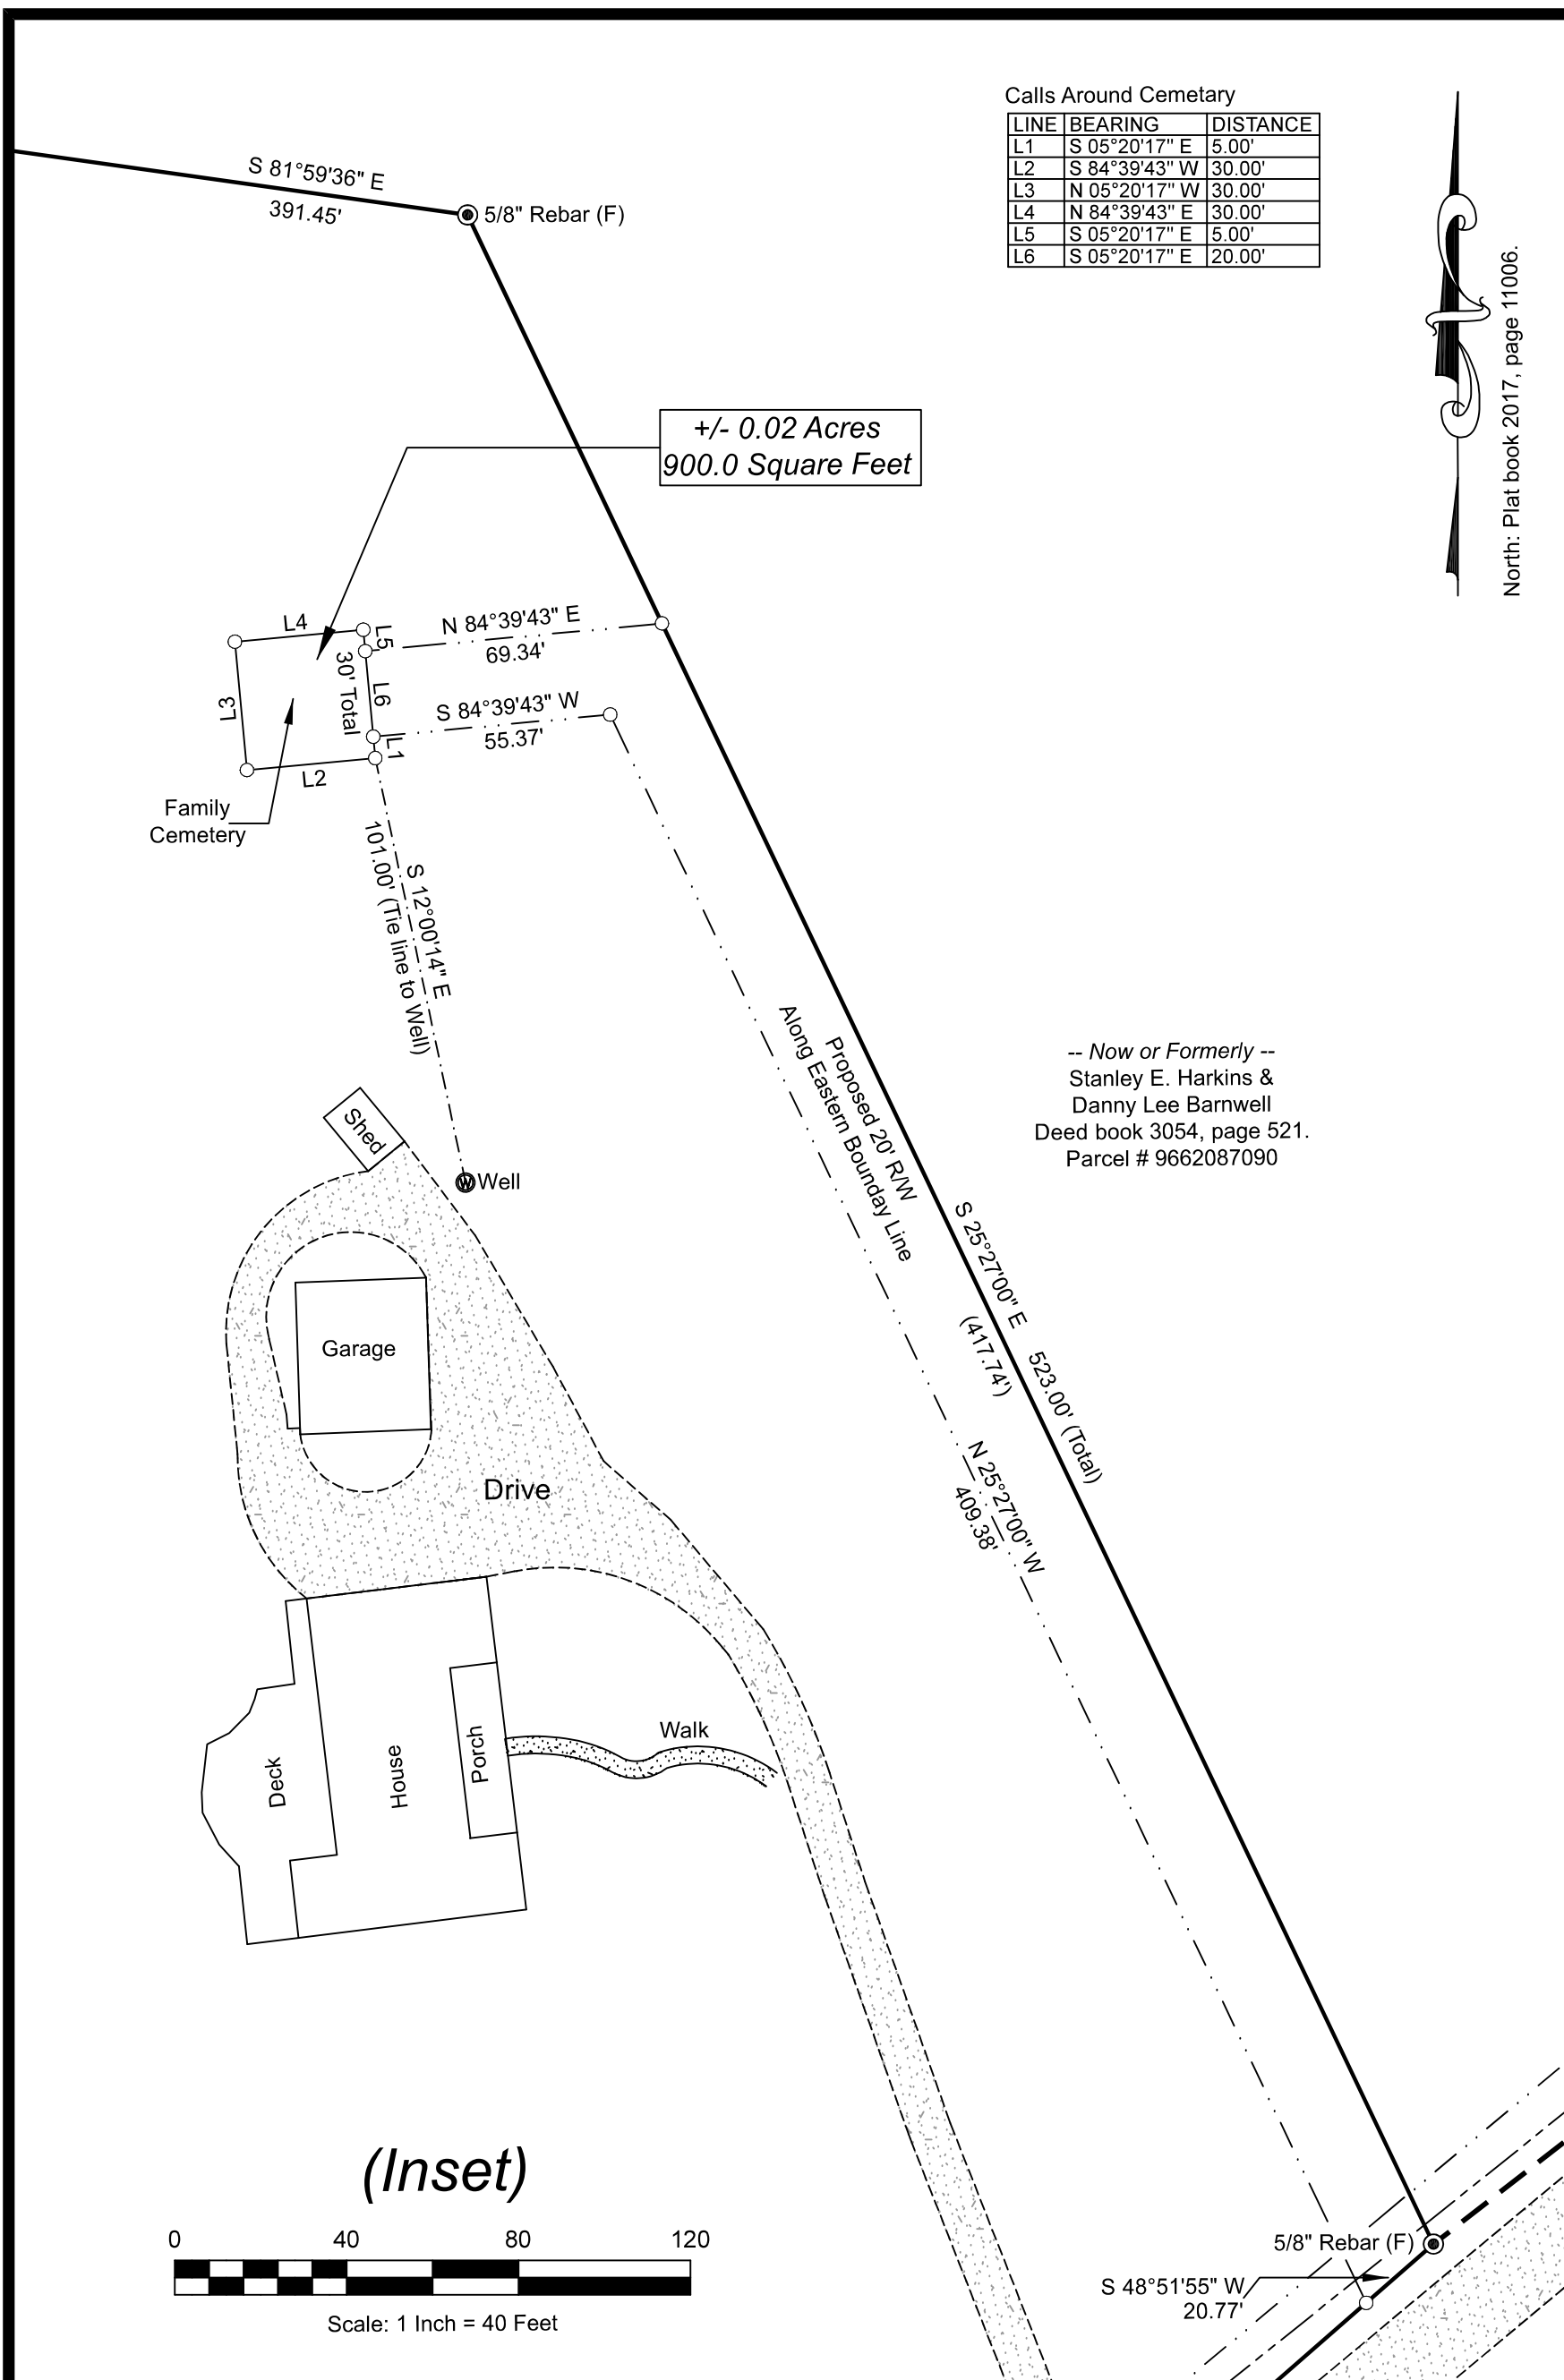 Calls Around Cemetary
LINE BEARING DISTANCE
L1 S 05°20'17" E 5.00'
L2 S 84°39'43" W 30.00'
L3 N 05°20'17" W 30.00'
L4 N 84°39'43" E 30.00'
L5 S 05°20'17" E 5.00'
L6 S 05°20'17" E 20.00'
North: Plat book 2017, page 11006.
S 81°59'36" E
391.45'
5/8" Rebar (F)
+/- 0.02 Acres
900.0 Square Feet
L4
L5
N 84°39'43" E
69.34'
L3
30' Total
L6
S 84°39'43" W
55.37'
L1
L2
Family
Cemetery
S 12°00'14" E
101.00' (Tie line to Well)
Proposed 20' R/W
Along Eastern Bounday Line
-- Now or Formerly --
Stanley E. Harkins &
Danny Lee Barnwell
Deed book 3054, page 521.
Parcel # 9662087090
Shed
W
Well
S 25°27'00" E 523.00' (Total)
(417.74')
Garage
N 25°27'00" W
409.38'
Drive
Walk
Deck
House
Porch
(Inset)
0 40 80 120
Scale: 1 Inch = 40 Feet
5/8" Rebar (F)
S 48°51'55" W
20.77'